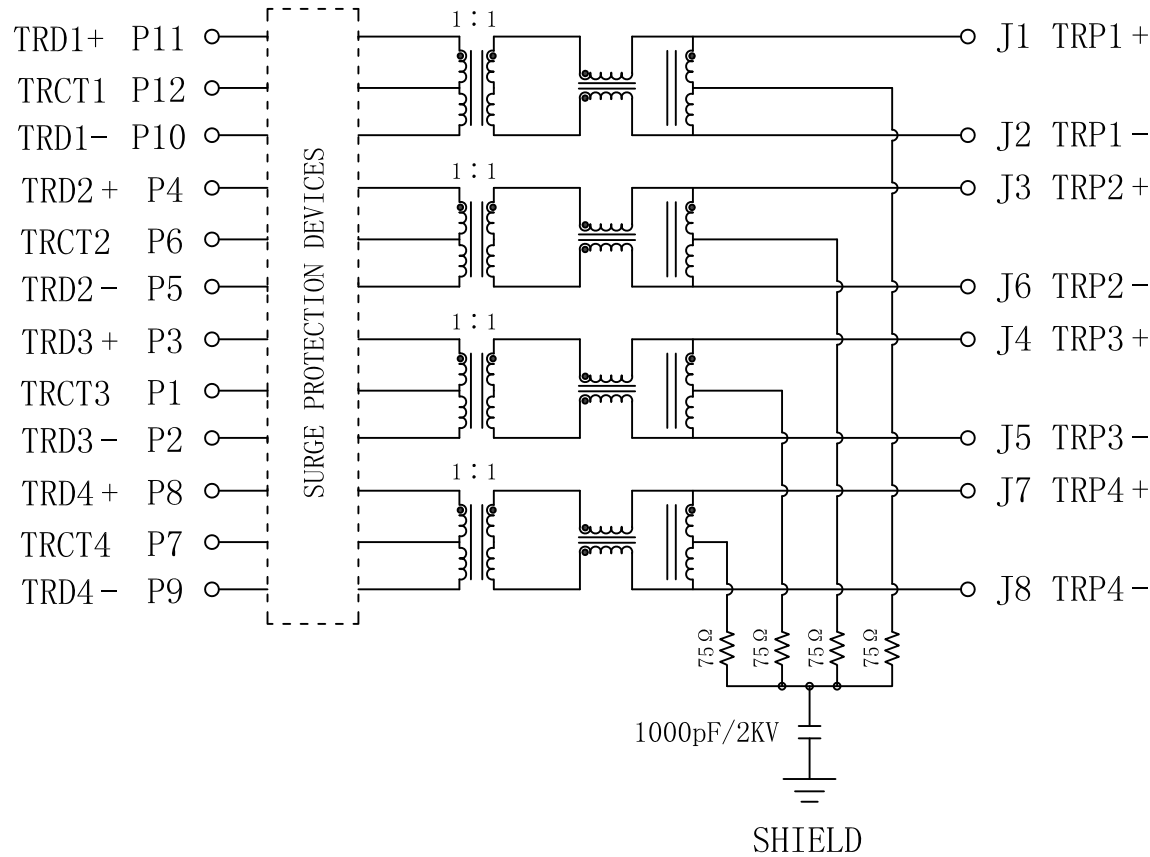 1:1
TRD1+ P11
J1 TRP1+
TRCT1 P12
TRD1- P10
J2 TRP1-
1:1
TRD2+ P4
J3 TRP2+
TRCT2 P6
TRD2- P5
J6 TRP2-
SURGE PROTECTION DEVICES
1:1
TRD3+ P3
J4 TRP3+
TRCT3 P1
TRD3- P2
J5 TRP3-
1:1
TRD4+ P8
J7 TRP4+
TRCT4 P7
TRD4- P9
J8 TRP4-
75Ω
75Ω
75Ω
75Ω
1000pF/2KV
SHIELD